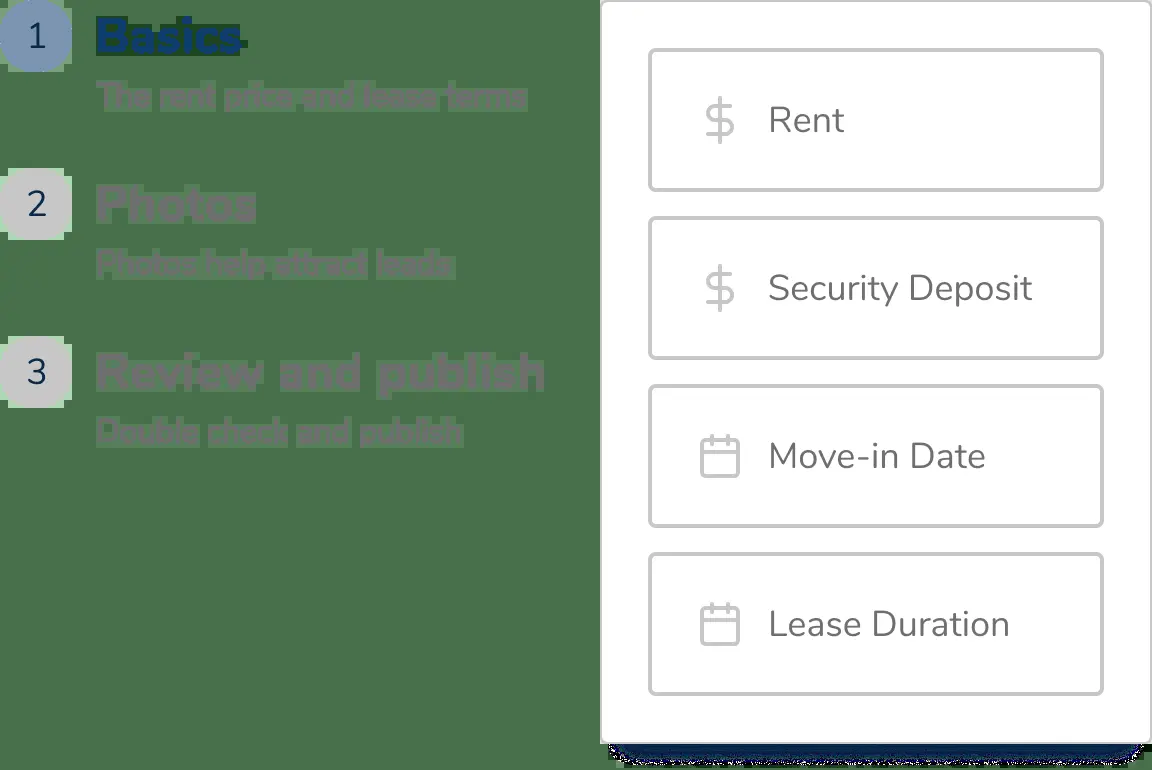 1 Basics
The rent price and lease terms
2 Photos
Photos help attract leads
3 Review and publish
Double check and publish
$ Rent
$ Security Deposit
Move-in Date
Lease Duration